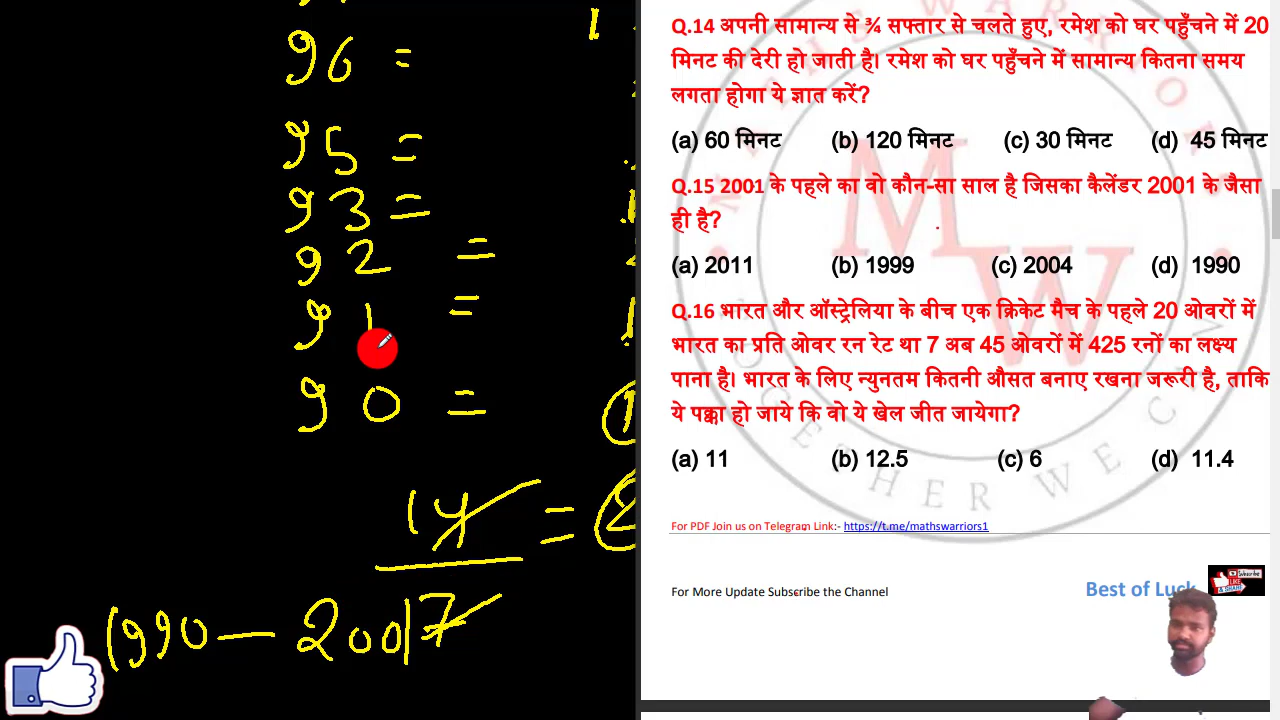 96 =
95 =
93 =
92 =
91 =
90 =
14 =
7
1990 — 2001
Q.14 अपनी सामान्य से ¾ सफ्तार से चलते हुए, रमेश को घर पहुँचने में 20
मिनट की देरी हो जाती है। रमेश को घर पहुँचने में सामान्य कितना समय
लगता होगा ये ज्ञात करें?
(a) 60 मिनट (b) 120 मिनट (c) 30 मिनट (d) 45 मिनट
Q.15 2001 के पहले का वो कौन-सा साल है जिसका कैलेंडर 2001 के जैसा
ही है?
(a) 2011 (b) 1999 (c) 2004 (d) 1990
Q.16 भारत और ऑस्ट्रेलिया के बीच एक क्रिकेट मैच के पहले 20 ओवरों में
भारत का प्रति ओवर रन रेट था 7 अब 45 ओवरों में 425 रनों का लक्ष्य
पाना है। भारत के लिए न्युनतम कितनी औसत बनाए रखना जरूरी है, ताकि
ये पक्का हो जाये कि वो ये खेल जीत जायेगा?
(a) 11 (b) 12.5 (c) 6 (d) 11.4
For PDF Join us on Telegram Link:- https://t.me/mathswarriors1
For More Update Subscribe the Channel
Best of Luck